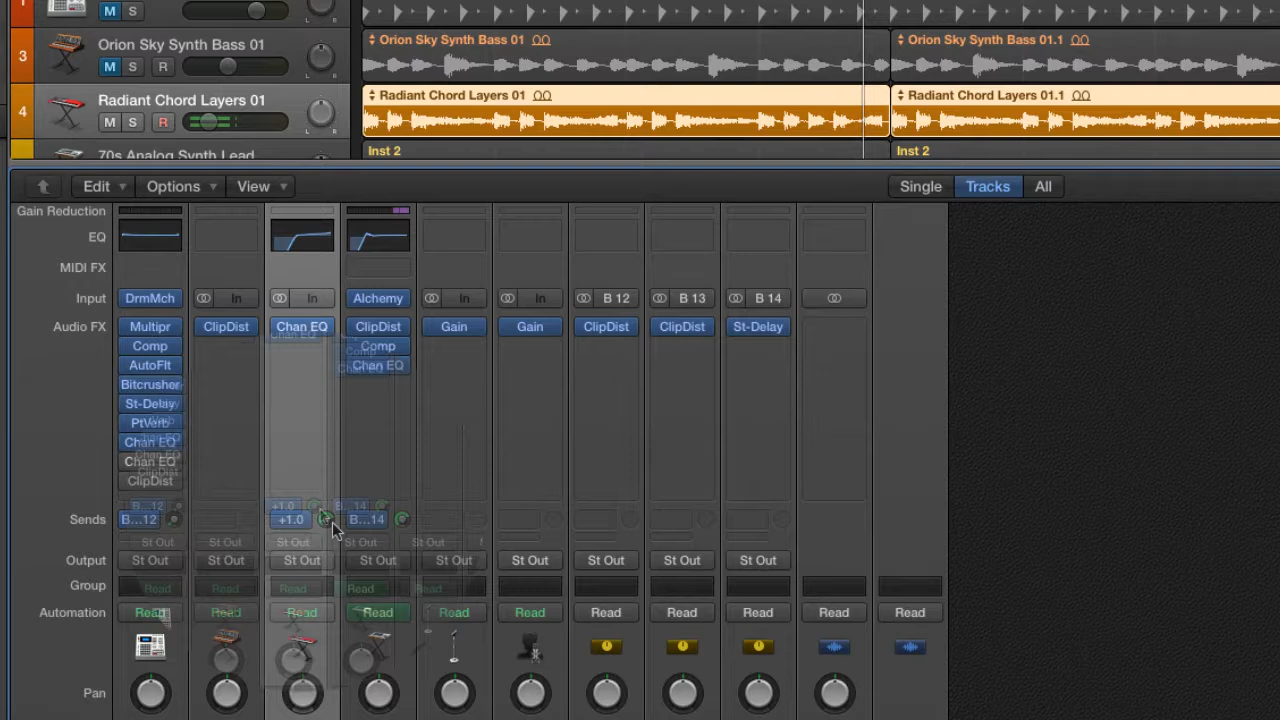 1
M S
3 Orion Sky Synth Bass 01
M S R
L R
Orion Sky Synth Bass 01
Orion Sky Synth Bass 01.1
4 Radiant Chord Layers 01
M S R
L R
Radiant Chord Layers 01
Radiant Chord Layers 01.1
70s Analog Synth Lead
Inst 2
Inst 2
Edit Options View Single Tracks All
Gain Reduction
EQ
MIDI FX
Input DrmMch In In Alchemy In In B 12 B 13 B 14
Audio FX Multipr ClipDist Chan EQ ClipDist Gain Gain ClipDist ClipDist St-Delay
Comp Comp
AutoFlt Chan EQ
Bitcrusher
St-Delay
PtVerb
Chan EQ
Chan EQ
ClipDist
Sends B...12 +1.0 B...14
Output St Out St Out St Out St Out St Out St Out St Out St Out St Out
Group
Automation Read Read Read Read Read Read Read Read Read Read Read
Pan